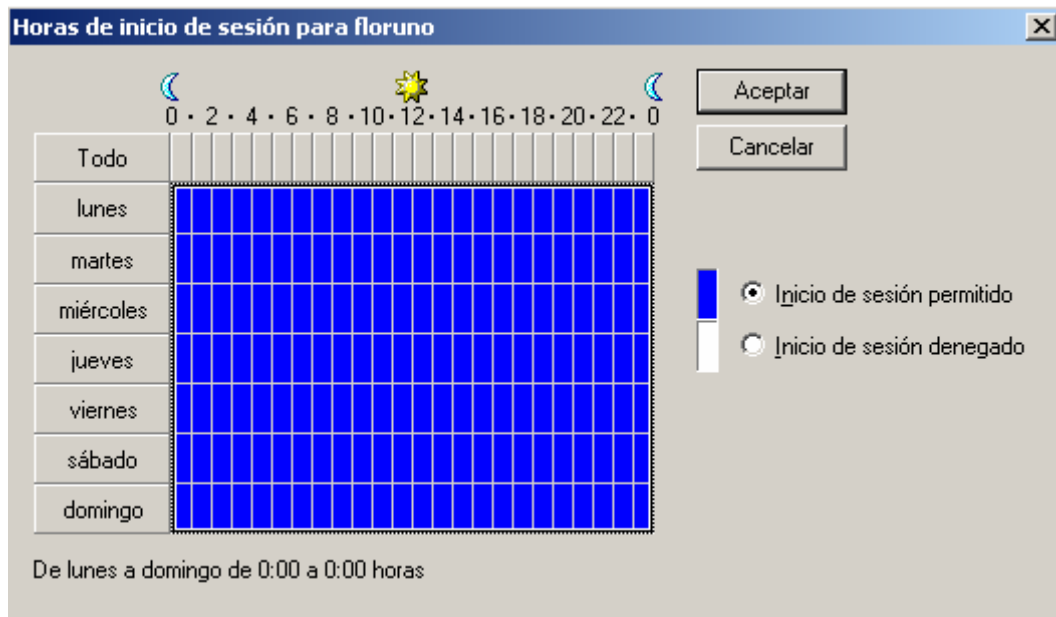 Horas de inicio de sesión para floruno
0 · 2 · 4 · 6 · 8 · 10 · 12 · 14 · 16 · 18 · 20 · 22 · 0
Todo
lunes
martes
miércoles
jueves
viernes
sábado
domingo
De lunes a domingo de 0:00 a 0:00 horas
Aceptar
Cancelar
Inicio de sesión permitido
Inicio de sesión denegado